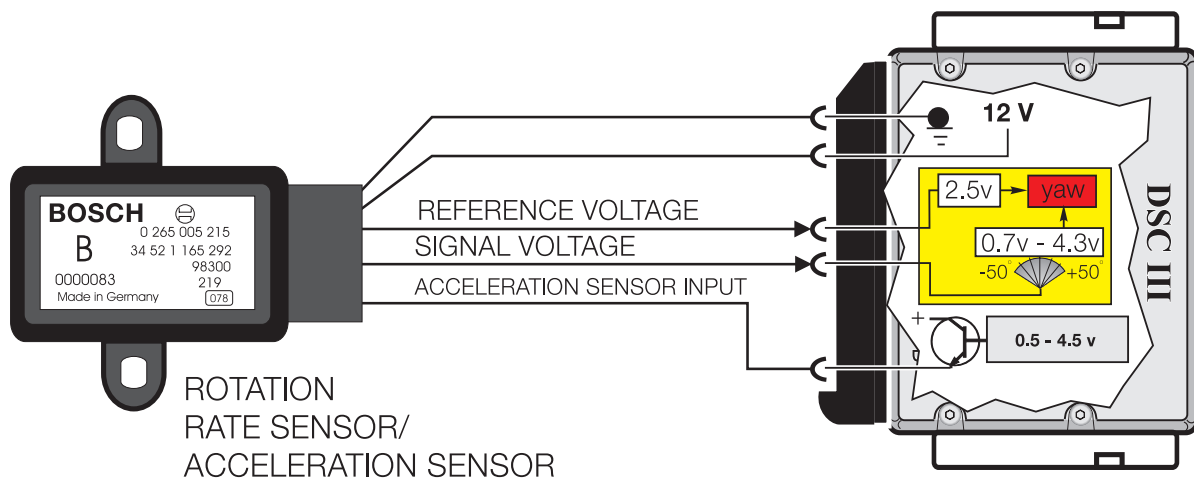 BOSCH
B
0 265 005 215
34 52 1 165 292
98300
0000083
219
Made in Germany
078
ROTATION
RATE SENSOR/
ACCELERATION SENSOR
REFERENCE VOLTAGE
SIGNAL VOLTAGE
ACCELERATION SENSOR INPUT
12 V
2.5v
yaw
0.7v - 4.3v
-50°
+50°
+
0.5 - 4.5 v
DSC III